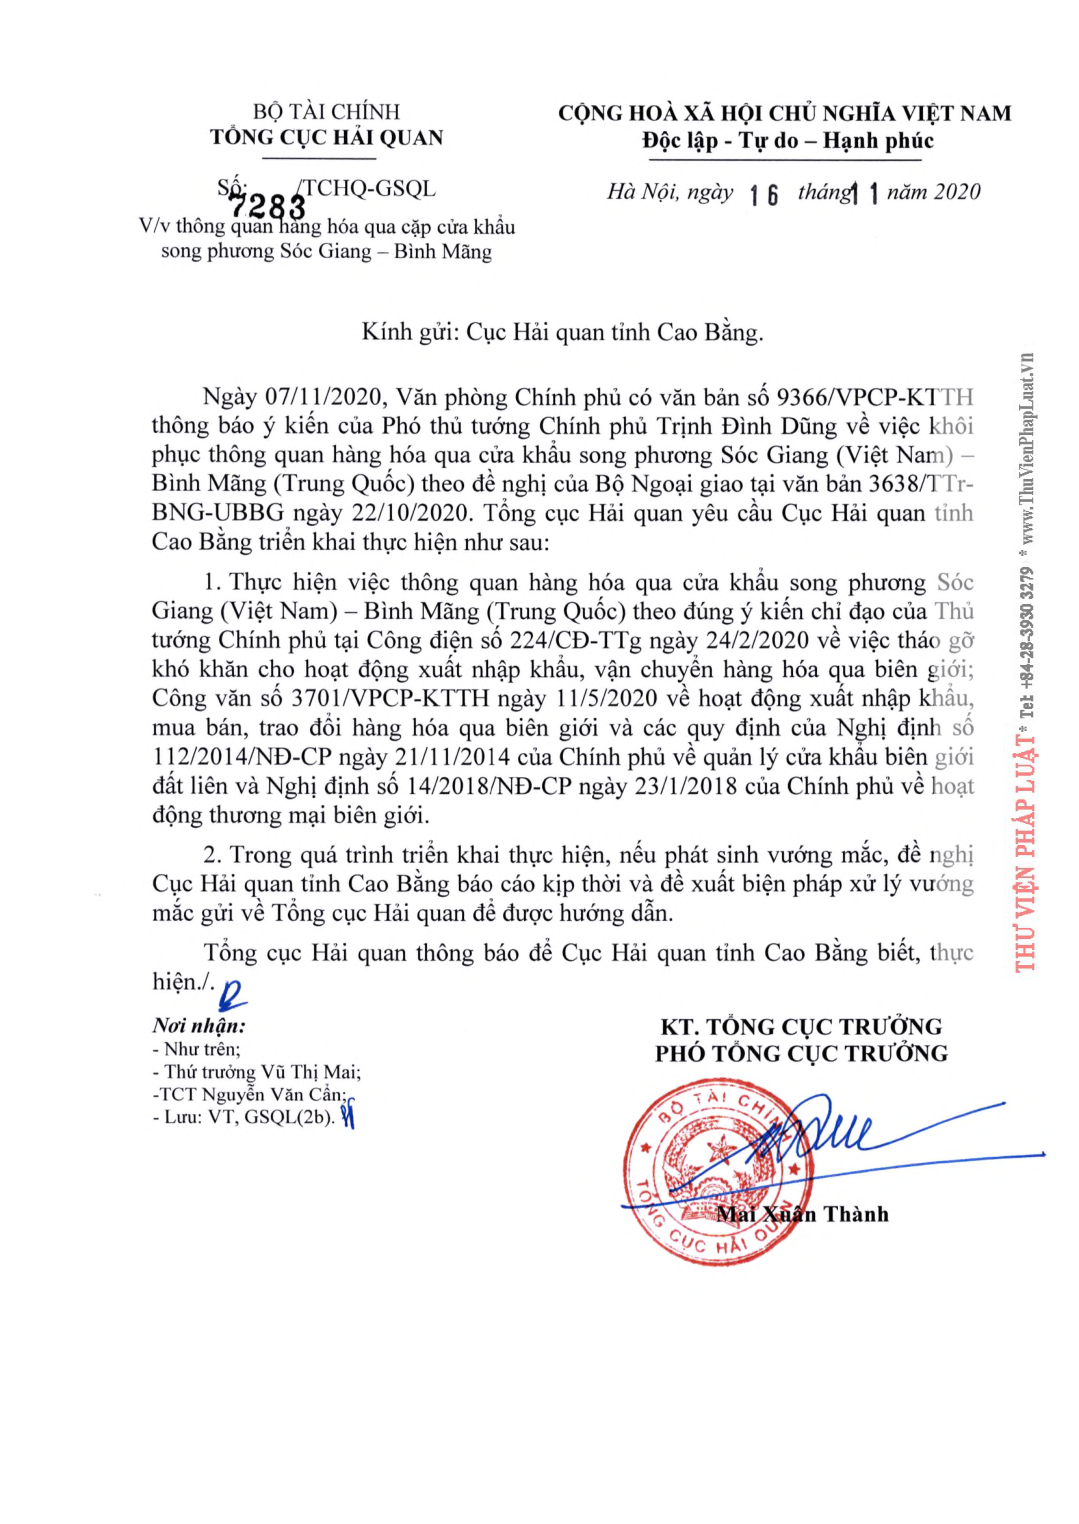 BỘ TÀI CHÍNH
TỔNG CỤC HẢI QUAN
CỘNG HOÀ XÃ HỘI CHỦ NGHĨA VIỆT NAM
Độc lập - Tự do – Hạnh phúc
Số: 7283 /TCHQ-GSQL
Hà Nội, ngày 16 tháng 11 năm 2020
V/v thông quan hàng hóa qua cặp cửa khẩu
song phương Sóc Giang – Bình Mãng
Kính gửi: Cục Hải quan tỉnh Cao Bằng.
Ngày 07/11/2020, Văn phòng Chính phủ có văn bản số 9366/VPCP-KTTH
thông báo ý kiến của Phó thủ tướng Chính phủ Trịnh Đình Dũng về việc khôi
phục thông quan hàng hóa qua cửa khẩu song phương Sóc Giang (Việt Nam) –
Bình Mãng (Trung Quốc) theo đề nghị của Bộ Ngoại giao tại văn bản 3638/TTr-
BNG-UBBG ngày 22/10/2020. Tổng cục Hải quan yêu cầu Cục Hải quan tỉnh
Cao Bằng triển khai thực hiện như sau:
1. Thực hiện việc thông quan hàng hóa qua cửa khẩu song phương Sóc
Giang (Việt Nam) – Bình Mãng (Trung Quốc) theo đúng ý kiến chỉ đạo của Thủ
tướng Chính phủ tại Công điện số 224/CĐ-TTg ngày 24/2/2020 về việc tháo gỡ
khó khăn cho hoạt động xuất nhập khẩu, vận chuyển hàng hóa qua biên giới;
Công văn số 3701/VPCP-KTTH ngày 11/5/2020 về hoạt động xuất nhập khẩu,
mua bán, trao đổi hàng hóa qua biên giới và các quy định của Nghị định số
112/2014/NĐ-CP ngày 21/11/2014 của Chính phủ về quản lý cửa khẩu biên giới
đất liên và Nghị định số 14/2018/NĐ-CP ngày 23/1/2018 của Chính phủ về hoạt
động thương mại biên giới.
2. Trong quá trình triển khai thực hiện, nếu phát sinh vướng mắc, đề nghị
Cục Hải quan tỉnh Cao Bằng báo cáo kịp thời và đề xuất biện pháp xử lý vướng
mắc gửi về Tổng cục Hải quan để được hướng dẫn.
Tổng cục Hải quan thông báo để Cục Hải quan tỉnh Cao Bằng biết, thực
hiện./.
Nơi nhận:
- Như trên;
- Thứ trưởng Vũ Thị Mai;
-TCT Nguyễn Văn Cẩn;
- Lưu: VT, GSQL(2b).
KT. TỔNG CỤC TRƯỞNG
PHÓ TỔNG CỤC TRƯỞNG
BỘ TÀI CHÍNH
TỔNG CỤC HẢI QUAN
Mai Xuân Thành
THƯ VIỆN PHÁP LUẬT * Tel: +84-28-3930 3279 * www.ThuVienPhapLuat.vn